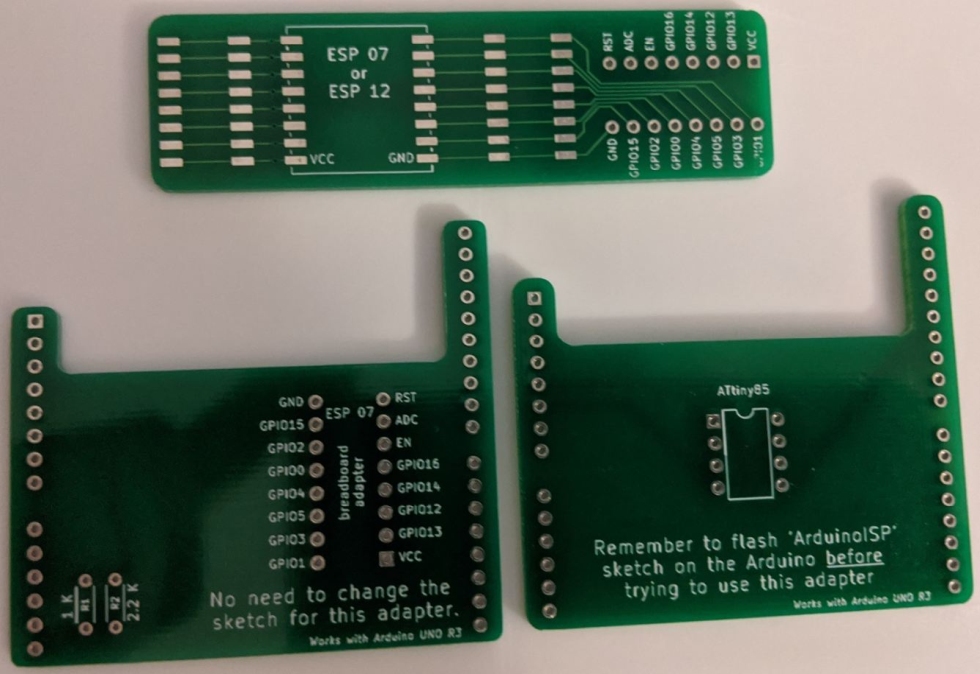 ESP 07
or
ESP 12
VCC
GND
RST
ADC
EN
GPIO16
GPIO14
GPIO12
GPIO13
VCC
GND
GPIO15
GPIO2
GPIO0
GPIO4
GPIO5
GPIO3
GPIO1
GND
GPIO15
GPIO2
GPIO0
GPIO4
GPIO5
GPIO3
GPIO1
ESP 07
breadboard
adapter
RST
ADC
EN
GPIO16
GPIO14
GPIO12
GPIO13
VCC
1 K
R1
R2
2.2 K
No need to change the
sketch for this adapter.
Works with Arduino UNO R3
ATtiny85
Remember to flash 'ArduinoISP'
sketch on the Arduino before
trying to use this adapter
Works with Arduino UNO R3